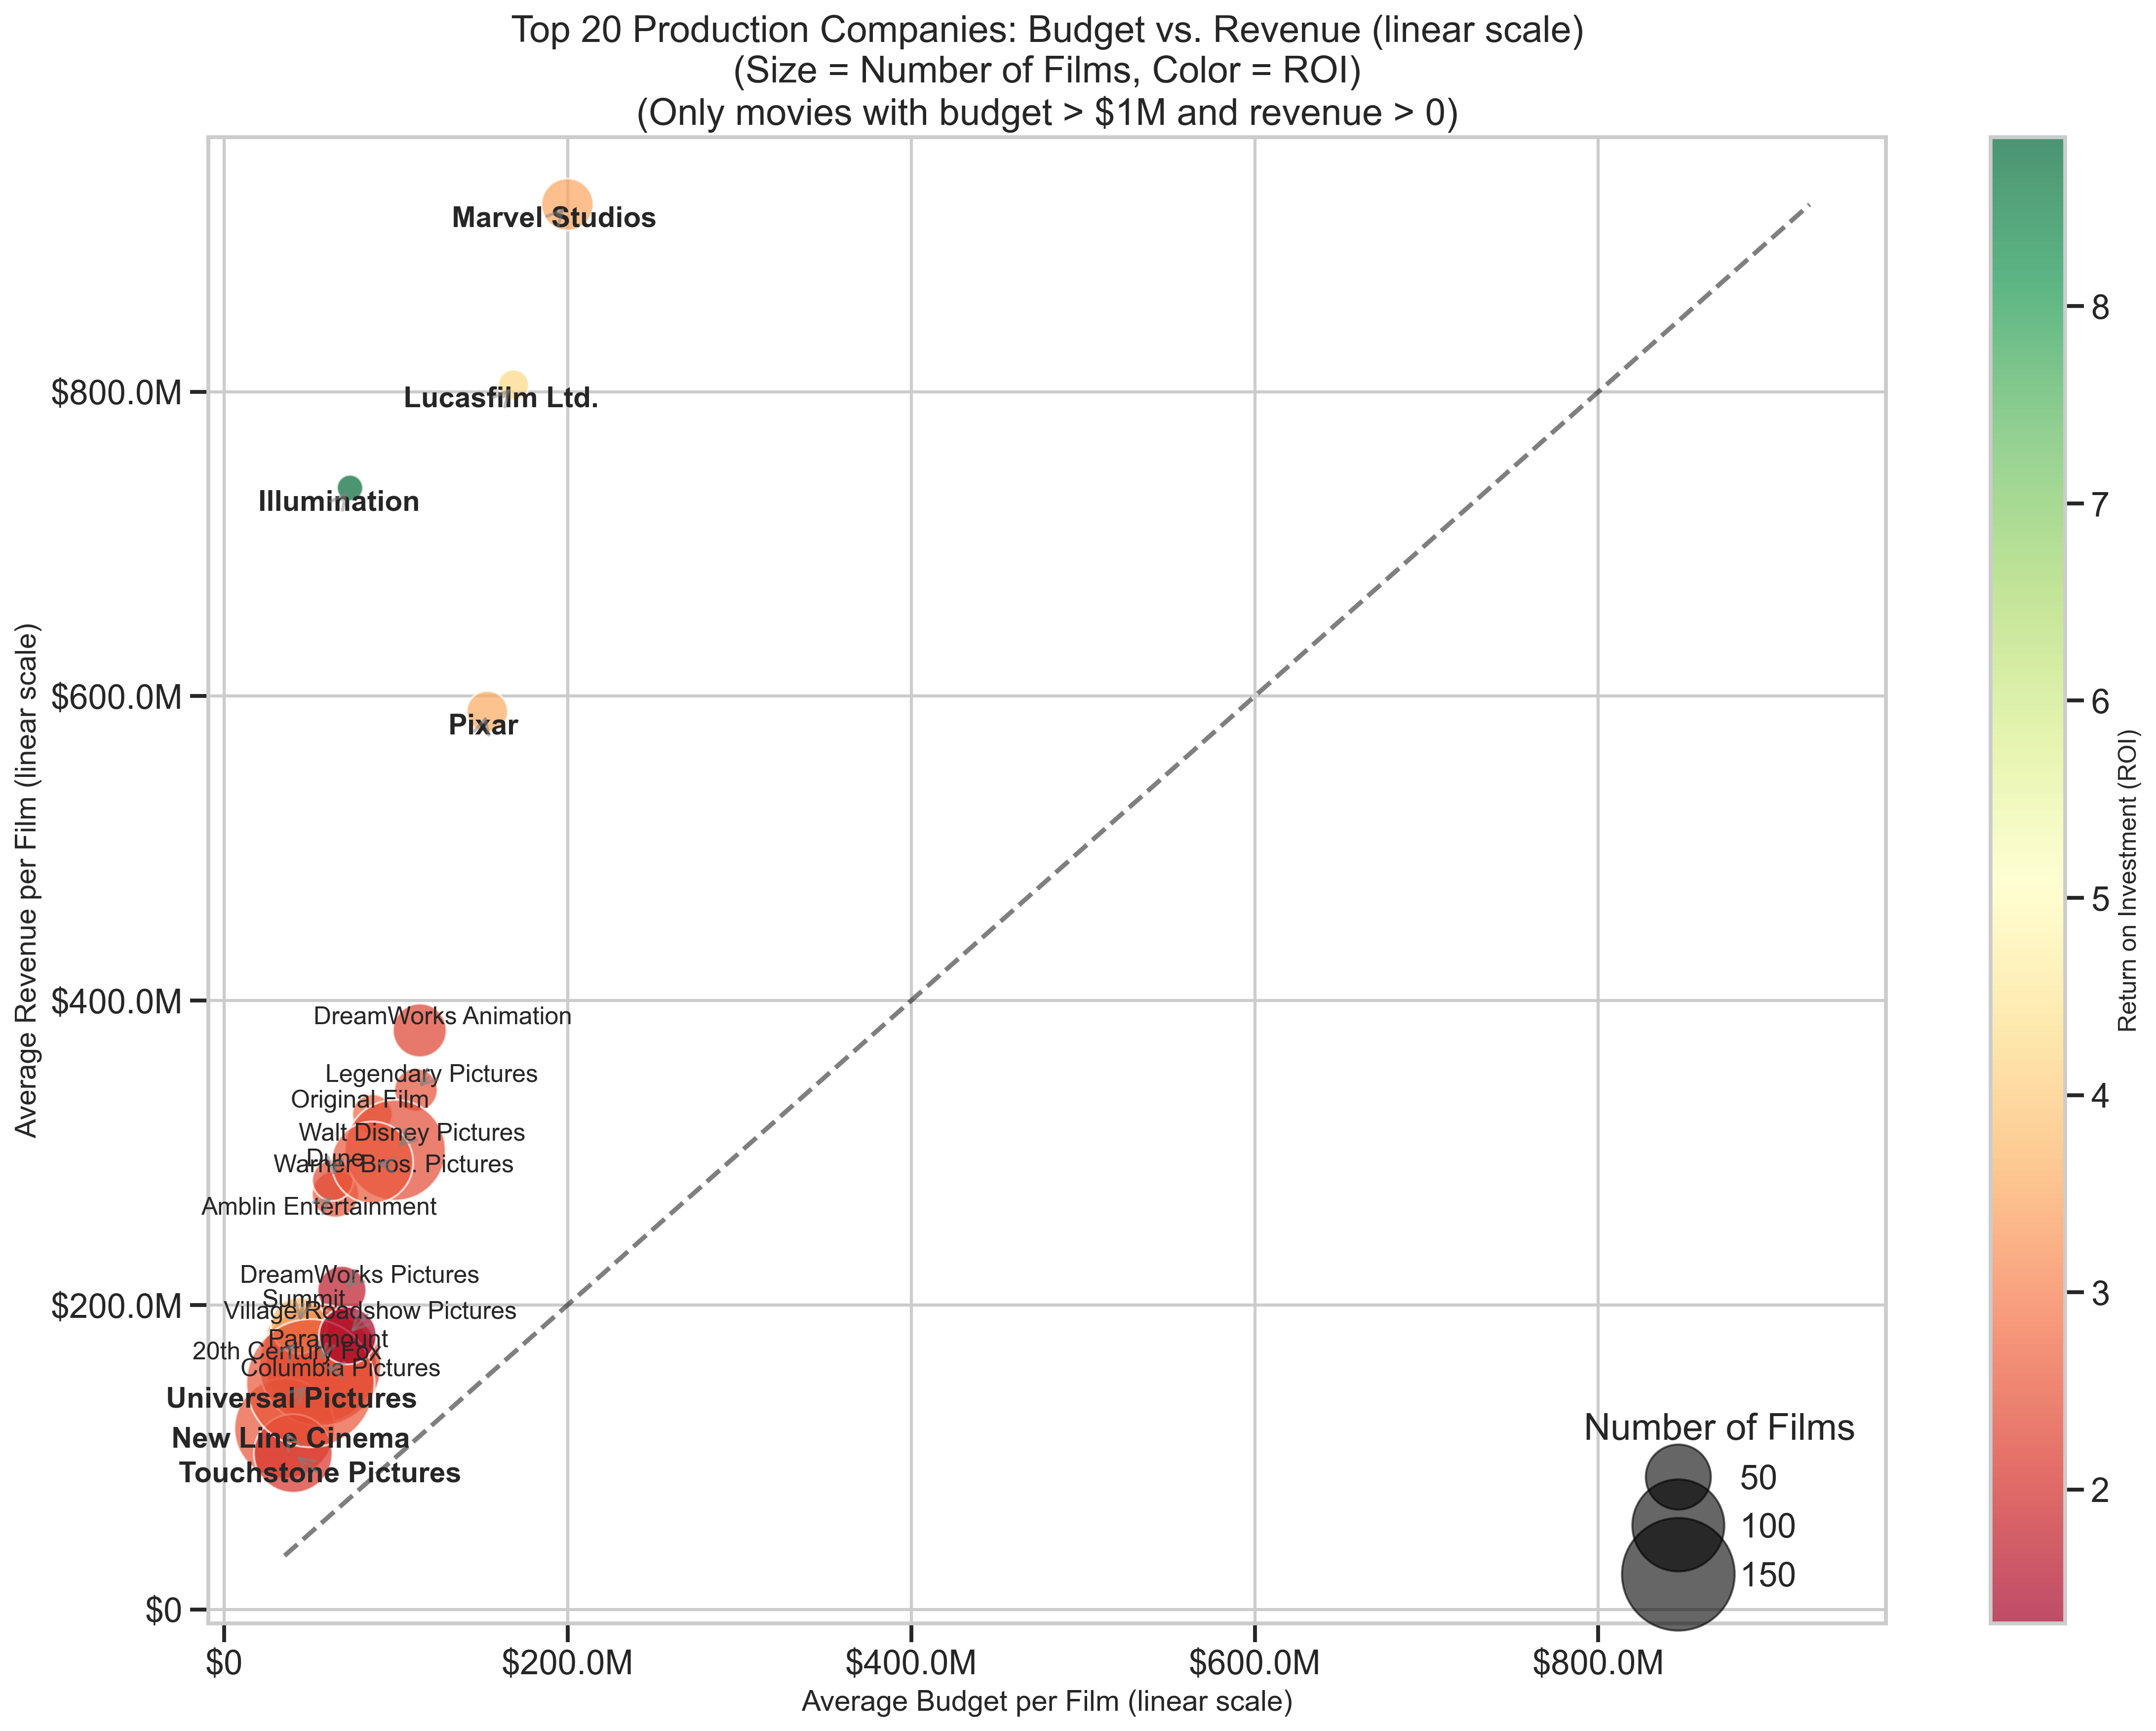 Top 20 Production Companies: Budget vs. Revenue (linear scale)
(Size = Number of Films, Color = ROI)
(Only movies with budget > $1M and revenue > 0)
Average Revenue per Film (linear scale)
$800.0M
$600.0M
$400.0M
$200.0M
$0
Marvel Studios
Lucasfilm Ltd.
Illumination
Pixar
DreamWorks Animation
Legendary Pictures
Original Film
Walt Disney Pictures
Dune
Warner Bros. Pictures
Amblin Entertainment
DreamWorks Pictures
Summit
Village Roadshow Pictures
Paramount
20th Century Fox
Columbia Pictures
Universal Pictures
New Line Cinema
Touchstone Pictures
Number of Films
50
100
150
$0
$200.0M
$400.0M
$600.0M
$800.0M
Average Budget per Film (linear scale)
8
7
6
5
4
3
2
Return on Investment (ROI)